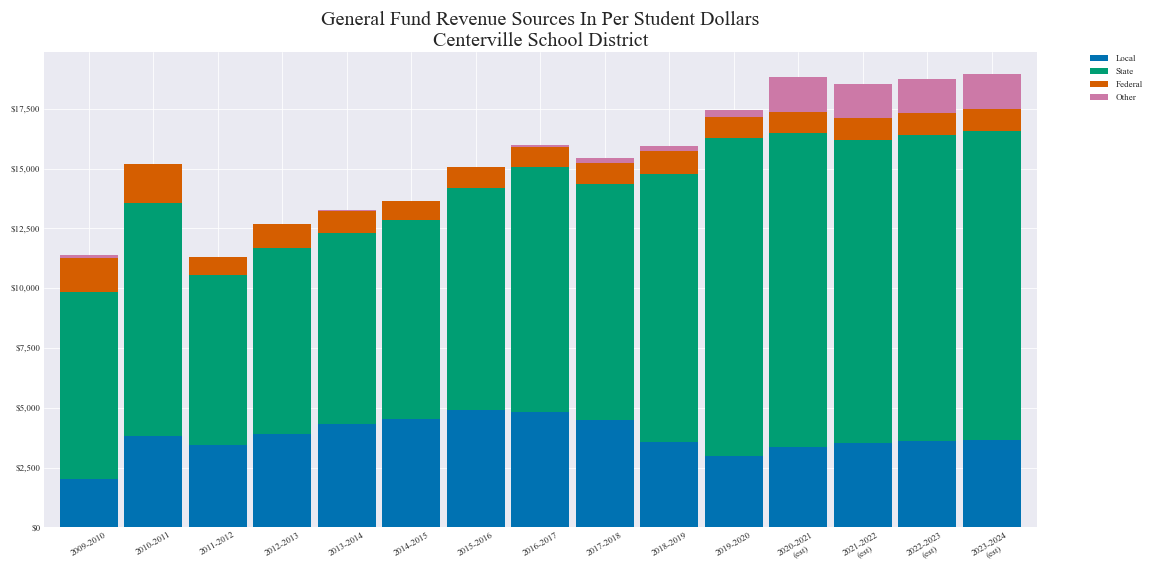 General Fund Revenue Sources In Per Student Dollars
Centerville School District
Local
State
Federal
Other
$17,500
$15,000
$12,500
$10,000
$7,500
$5,000
$2,500
$0
2009-2010
2010-2011
2011-2012
2012-2013
2013-2014
2014-2015
2015-2016
2016-2017
2017-2018
2018-2019
2019-2020
2020-2021
(est)
2021-2022
(est)
2022-2023
(est)
2023-2024
(est)